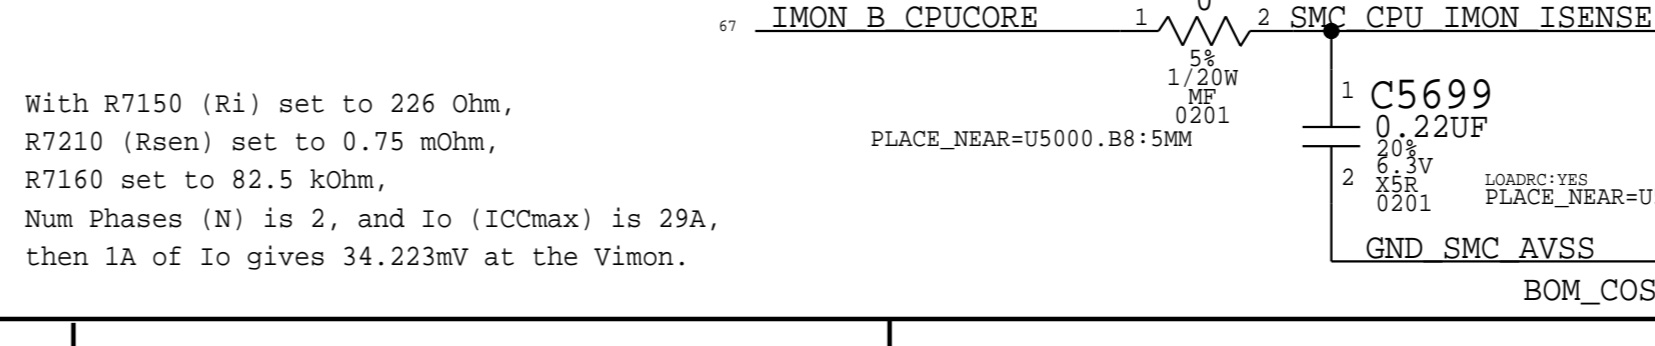 0
67 IMON_B_CPUCORE 1 2 SMC_CPU_IMON_ISENSE
5%
1/20W
MF
0201
PLACE_NEAR=U5000.B8:5MM
With R7150 (Ri) set to 226 Ohm,
R7210 (Rsen) set to 0.75 mOhm,
R7160 set to 82.5 kOhm,
Num Phases (N) is 2, and Io (ICCmax) is 29A,
then 1A of Io gives 34.223mV at the Vimon.
1 C5699
0.22UF
20%
6.3V
2 X5R
0201
LOADRC:YES
PLACE_NEAR=U
GND_SMC_AVSS
BOM_COS